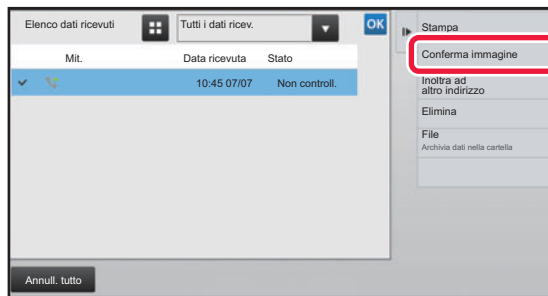 Elenco dati ricevuti
Tutti i dati ricev.
OK
Mit.
Data ricevuta
Stato
10:45 07/07
Non controll.
Annull. tutto
Stampa
Conferma immagine
Inoltra ad
altro indirizzo
Elimina
File
Archivia dati nella cartella